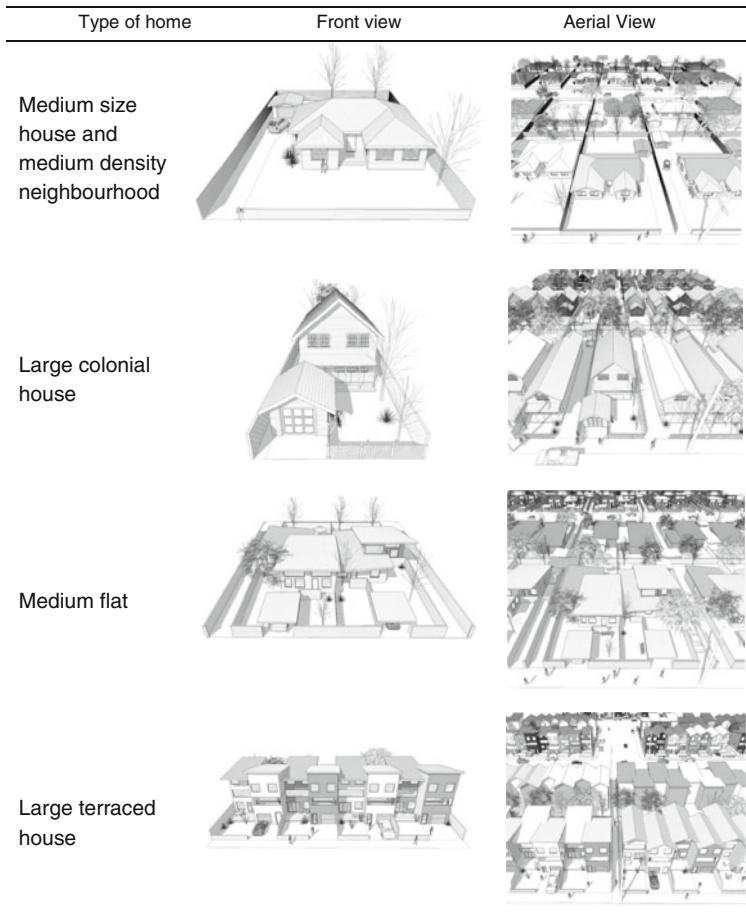 Type of home Front view Aerial View
Medium size
house and
medium density
neighbourhood
Large colonial
house
Medium flat
Large terraced
house